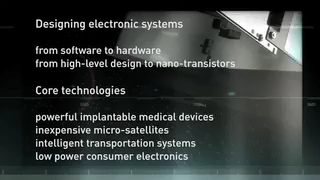 Designing electronic systems
from software to hardware
from high-level design to nano-transistors
Core technologies
powerful implantable medical devices
inexpensive micro-satellites
intelligent transportation systems
low power consumer electronics